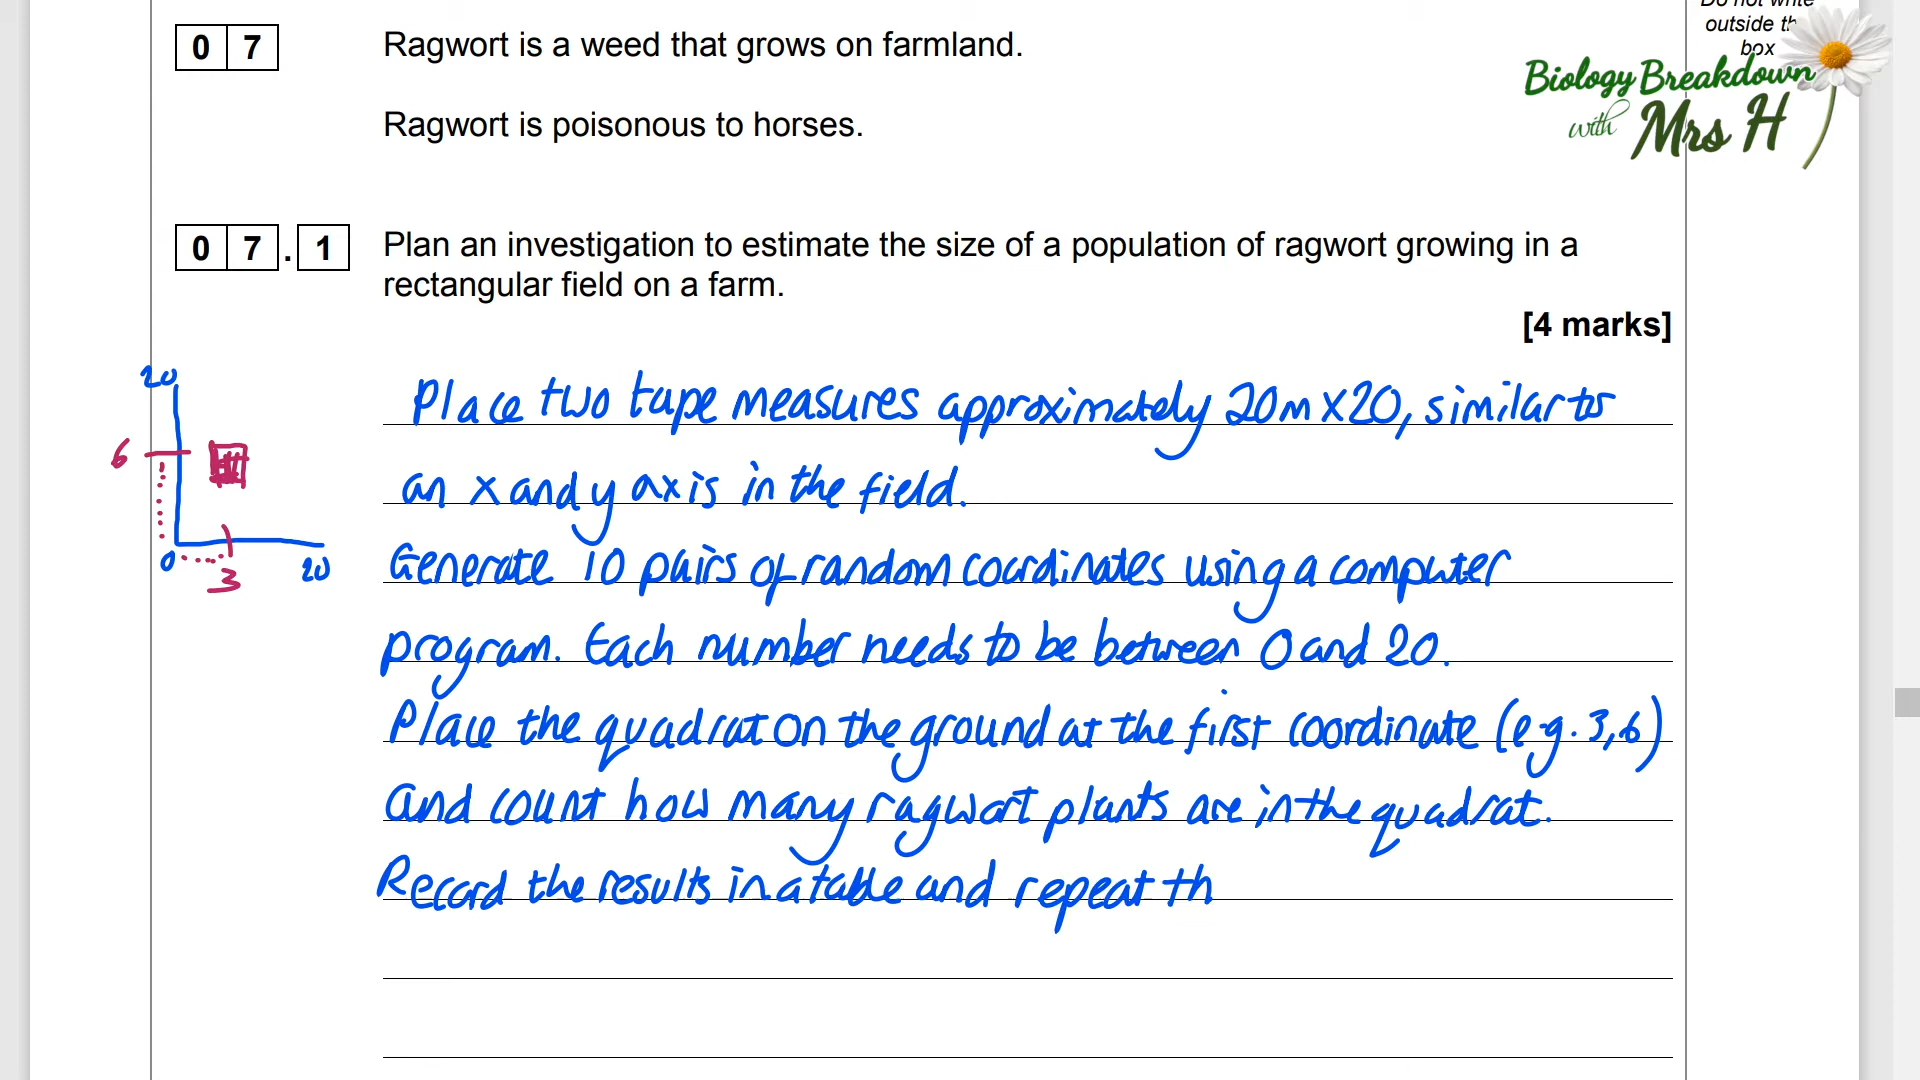 Do not write
outside th
box
Biology Breakdown
with Mrs H
0 7 Ragwort is a weed that grows on farmland.
Ragwort is poisonous to horses.
0 7 . 1 Plan an investigation to estimate the size of a population of ragwort growing in a
rectangular field on a farm.
[4 marks]
20
6
0
3
20
Place two tape measures approximately 20m x 20, similar to
an x and y axis in the field.
Generate 10 pairs of random coordinates using a computer
program. Each number needs to be between 0 and 20.
Place the quadrat on the ground at the first coordinate (e.g. 3,6)
and count how many ragwort plants are in the quadrat.
Record the results in a table and repeat th